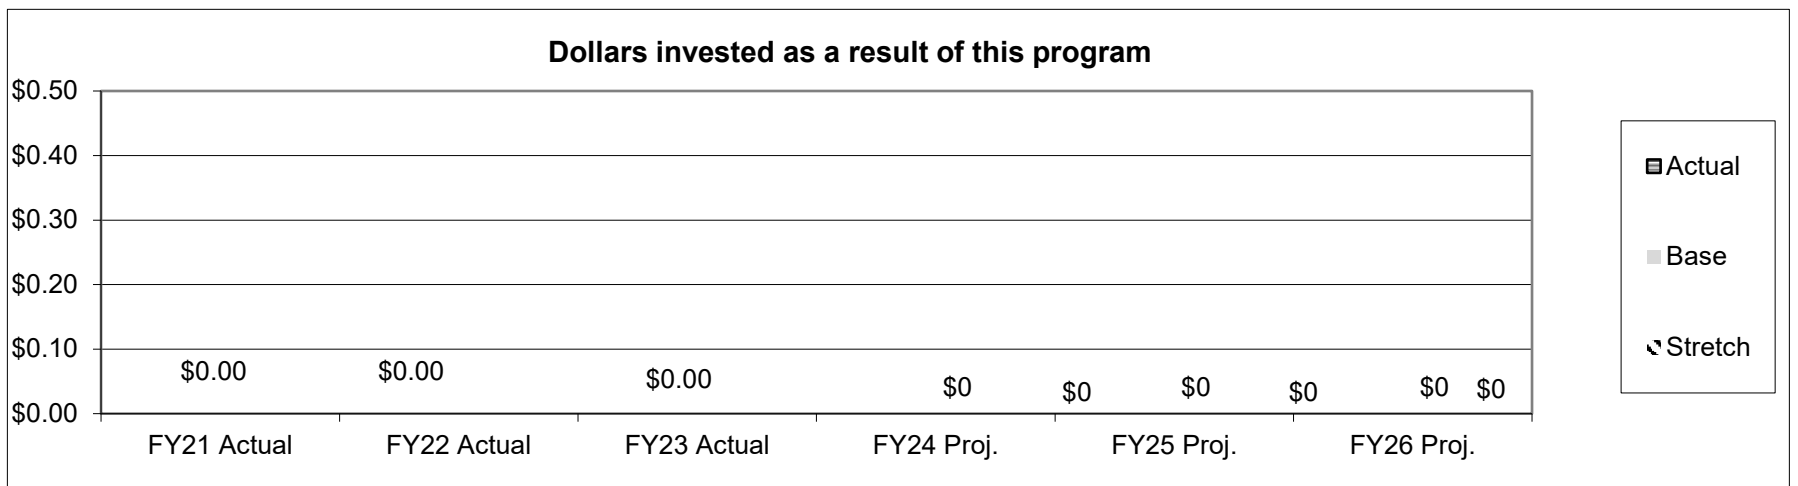 Dollars invested as a result of this program
$0.50
$0.40
$0.30
$0.20
$0.10
$0.00
$0.00 $0.00 $0.00 $0 $0 $0 $0 $0 $0
FY21 Actual FY22 Actual FY23 Actual FY24 Proj. FY25 Proj. FY26 Proj.
Actual
Base
Stretch